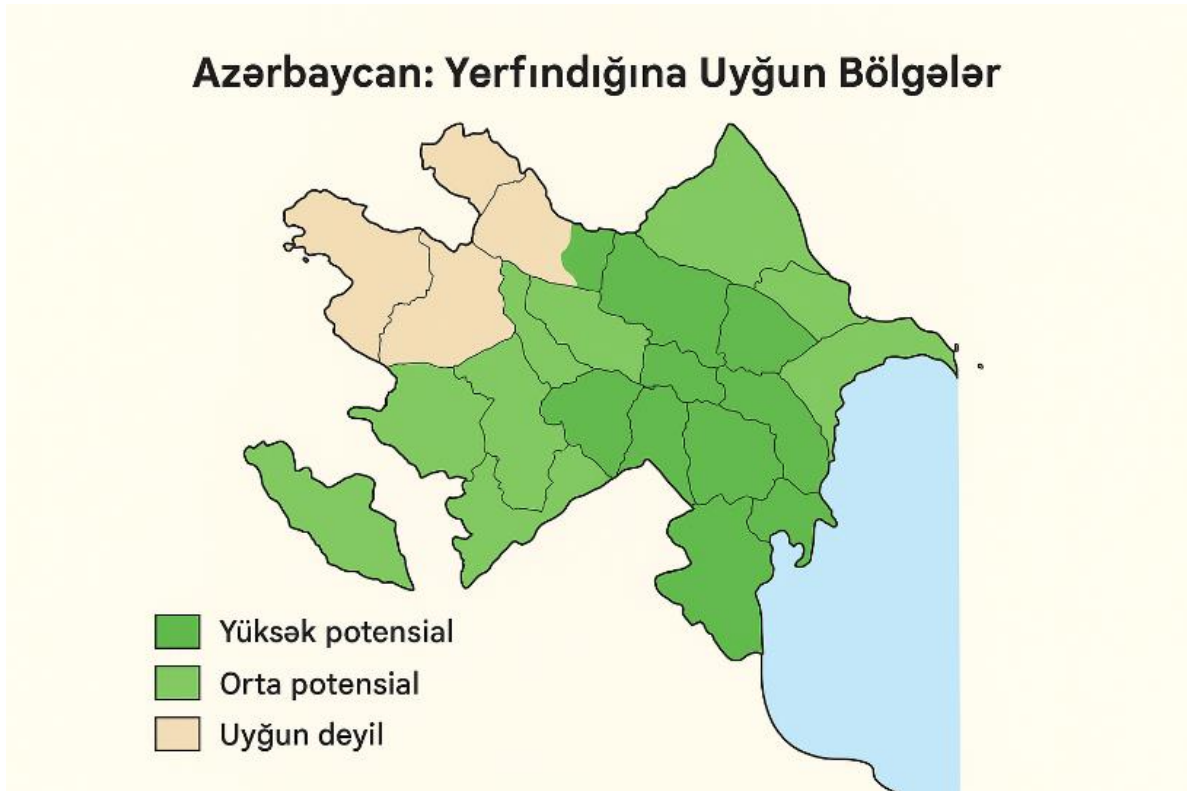 Azərbaycan: Yerfındığına Uyğun Bölgələr
Yüksək potensial
Orta potensial
Uyğun deyil